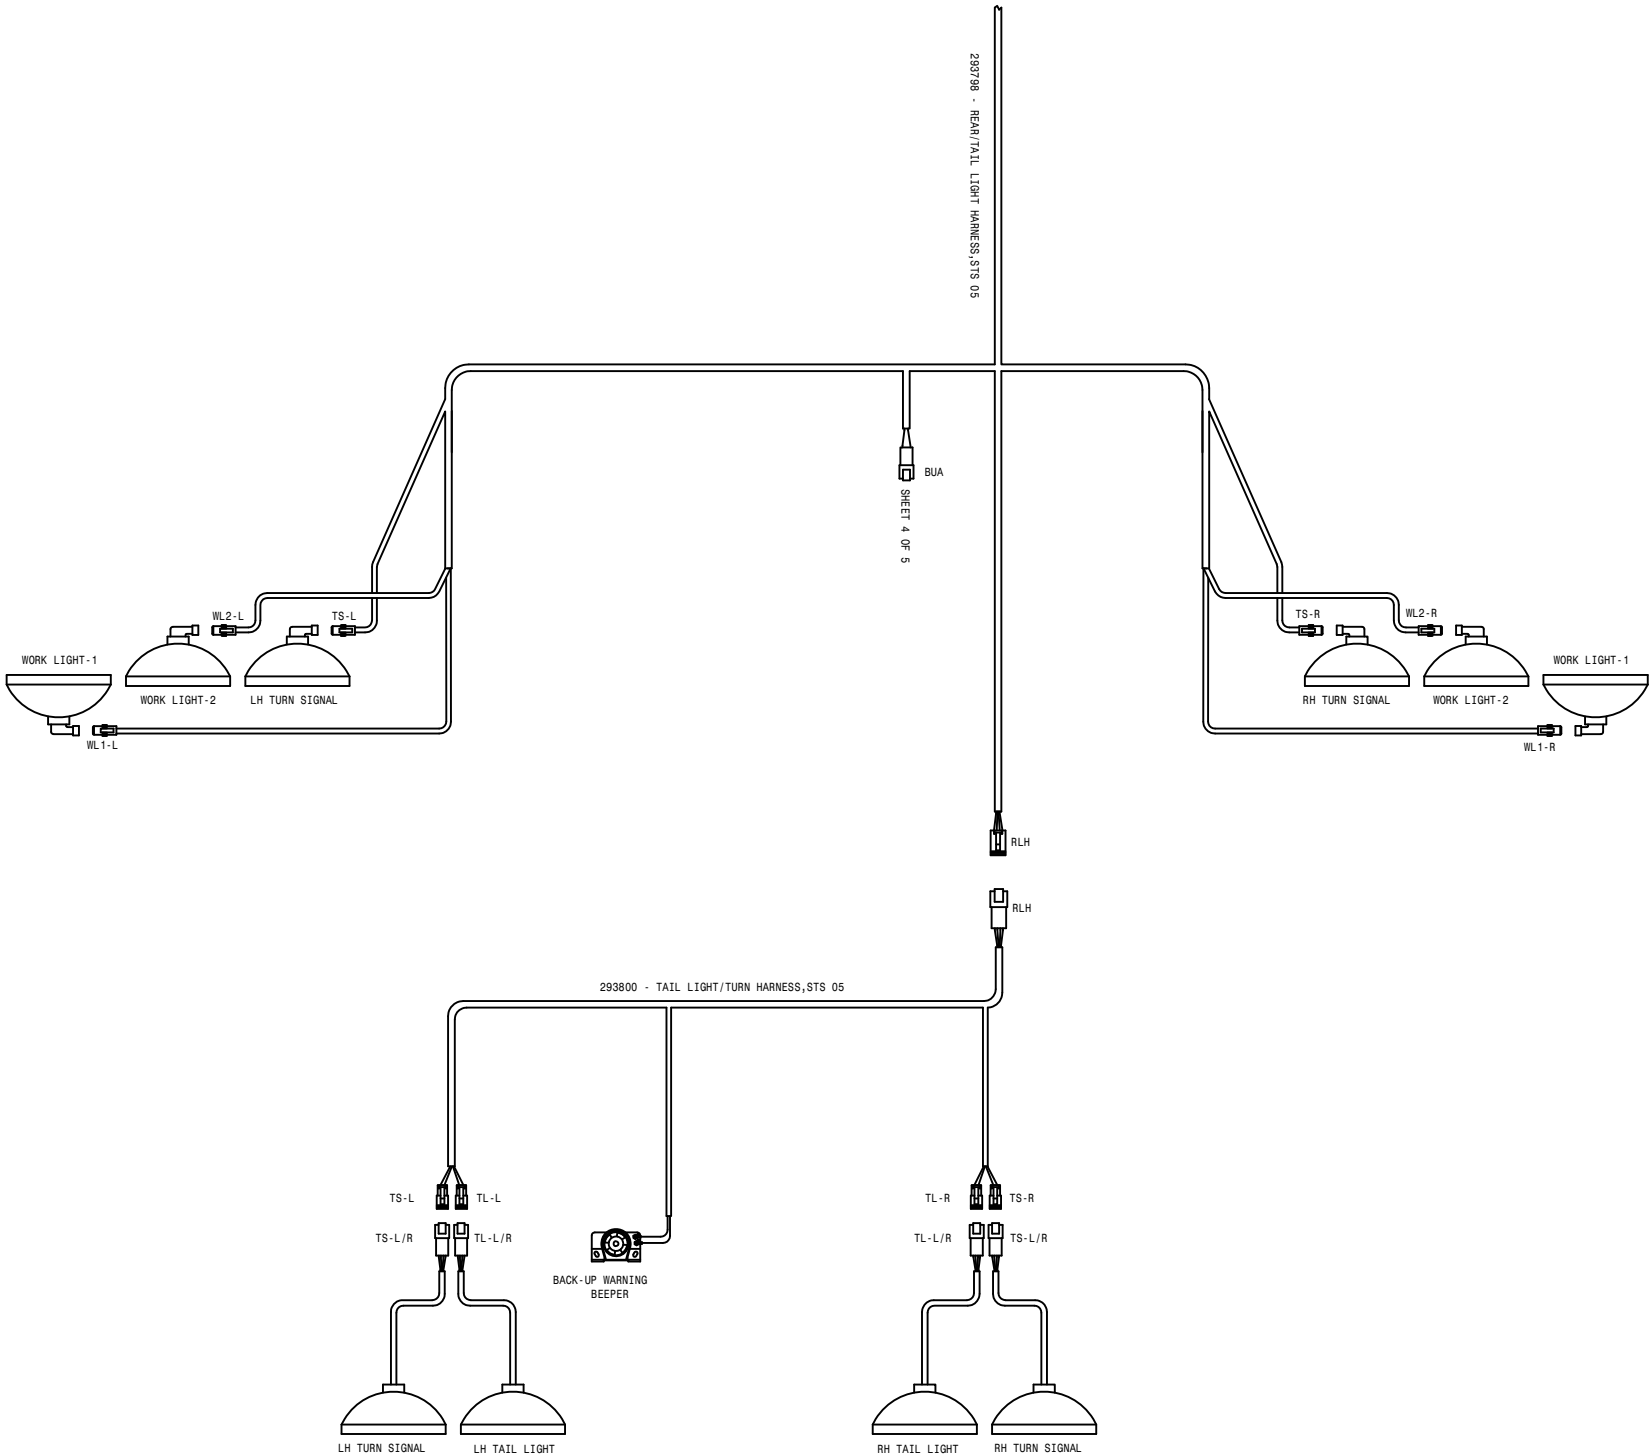 293798 - REAR/TAIL LIGHT HARNESS,STS 05
BUA
SHEET 4 OF 5
WL2-L
TS-L
TS-R
WL2-R
WORK LIGHT-1
WORK LIGHT-1
WORK LIGHT-2
LH TURN SIGNAL
RH TURN SIGNAL
WORK LIGHT-2
WL1-L
WL1-R
RLH
RLH
293800 - TAIL LIGHT/TURN HARNESS,STS 05
TS-L
TL-L
TL-R
TS-R
TS-L/R
TL-L/R
TL-L/R
TS-L/R
BACK-UP WARNING
BEEPER
LH TURN SIGNAL
LH TAIL LIGHT
RH TAIL LIGHT
RH TURN SIGNAL